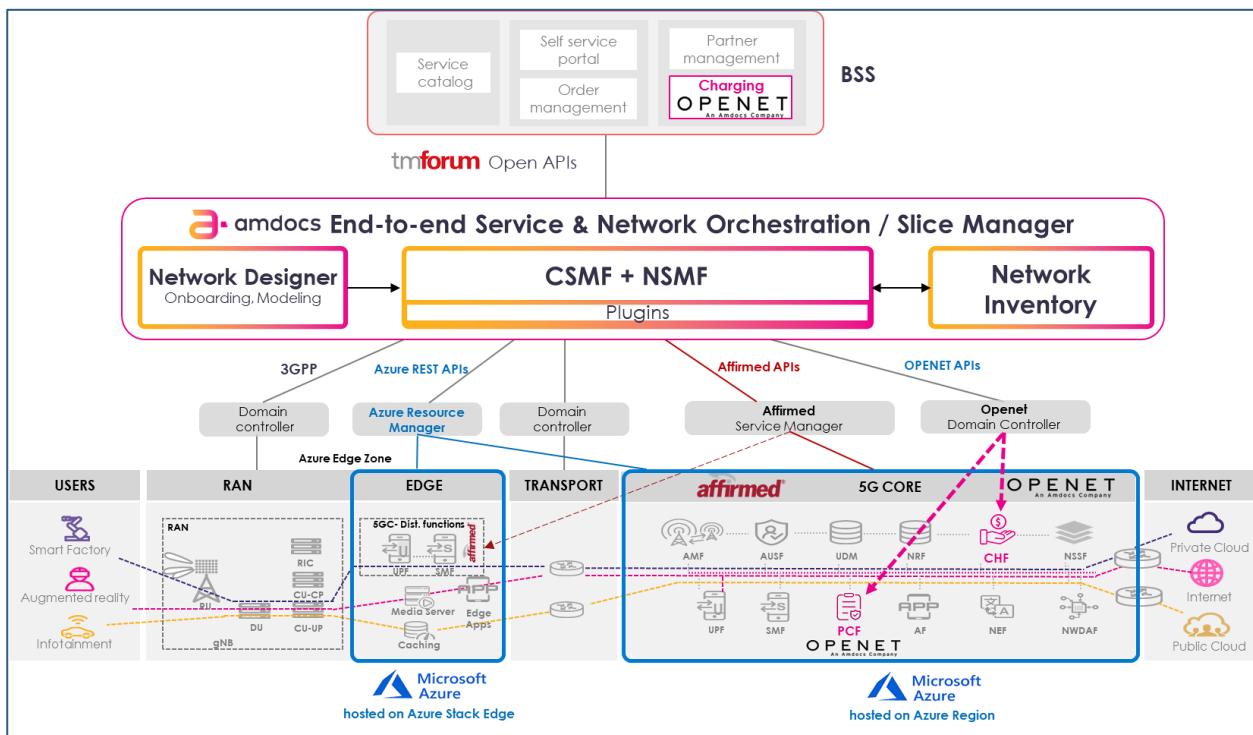 Service
catalog
Self service
portal
Order
management
Partner
management
Charging
OPENET
An Amdocs Company
BSS
tmforum Open APIs
amdocs End-to-end Service & Network Orchestration / Slice Manager
Network Designer
Onboarding, Modeling
CSMF + NSMF
Plugins
Network
Inventory
3GPP
Azure REST APIs
Affirmed APIs
OPENET APIs
Domain
controller
Azure Resource
Manager
Domain
controller
Affirmed
Service Manager
Openet
Domain Controller
Azure Edge Zone
USERS
RAN
EDGE
TRANSPORT
affirmed®
5G CORE
OPENET
An Amdocs Company
INTERNET
Smart Factory
Augmented reality
Infotainment
RAN
RIC
CU-CP
RU
DU
CU-UP
gNB
5GC- Dist. functions
U
UPF
S
SMF
affirmed
Media Server
APP
Edge
Apps
Caching
AMF
AUSF
UDM
NRF
$
CHF
NSSF
U
UPF
S
SMF
PCF
OPENET
An Amdocs Company
APP
AF
A
NEF
NWDAF
Private Cloud
Internet
Public Cloud
Microsoft
Azure
hosted on Azure Stack Edge
Microsoft
Azure
hosted on Azure Region